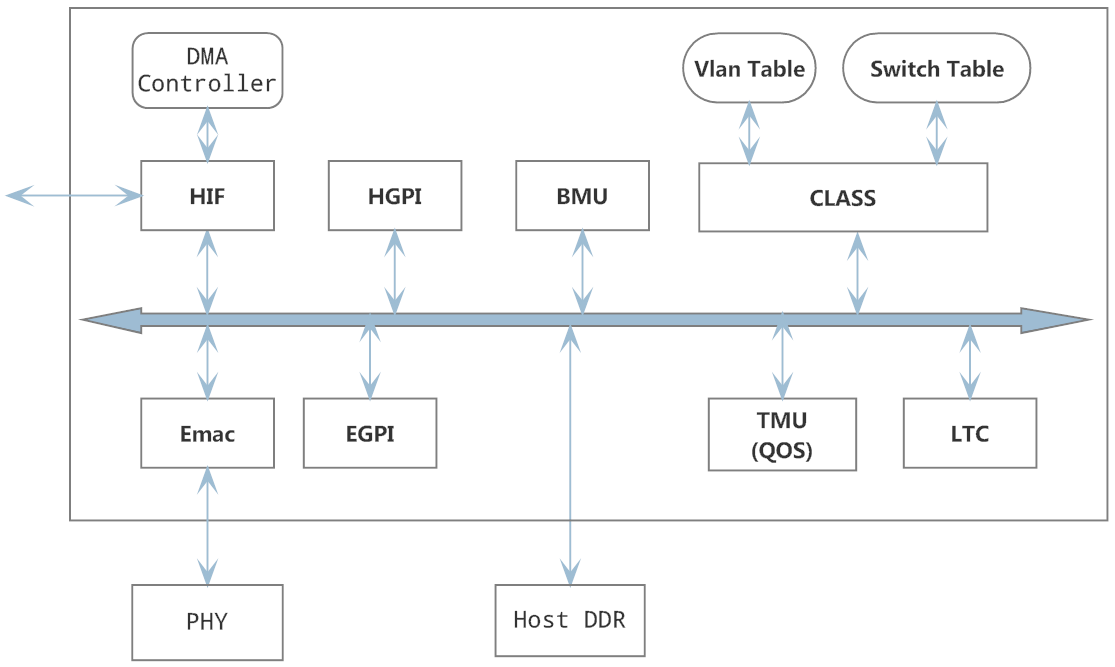 DMA
Controller
Vlan Table
Switch Table
HIF
HGPI
BMU
CLASS
Emac
EGPI
TMU
(QOS)
LTC
PHY
Host DDR